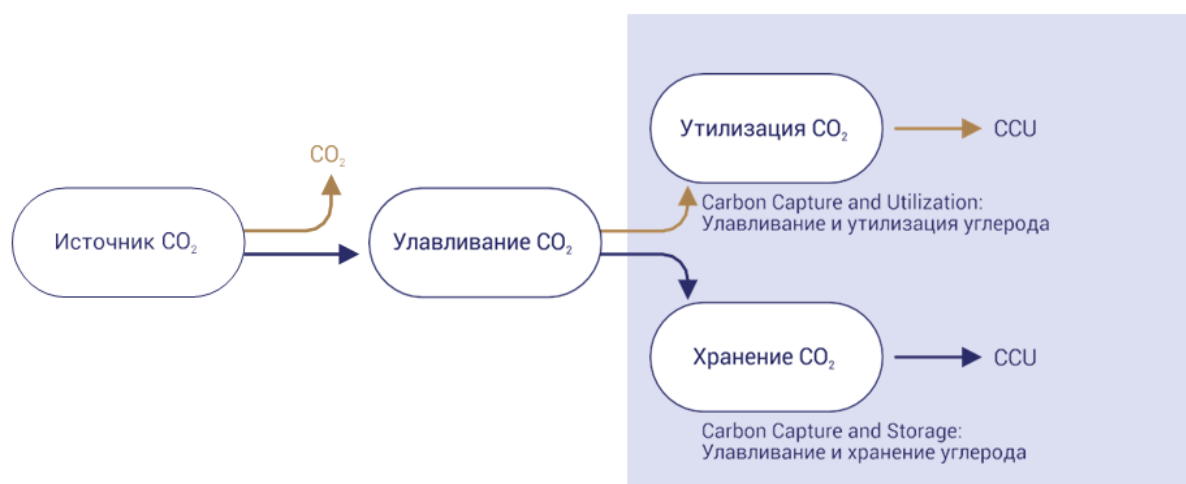 CO₂
Источник CO₂
Улавливание CO₂
Утилизация CO₂
CCU
Carbon Capture and Utilization:
Улавливание и утилизация углерода
Хранение CO₂
CCU
Carbon Capture and Storage:
Улавливание и хранение углерода